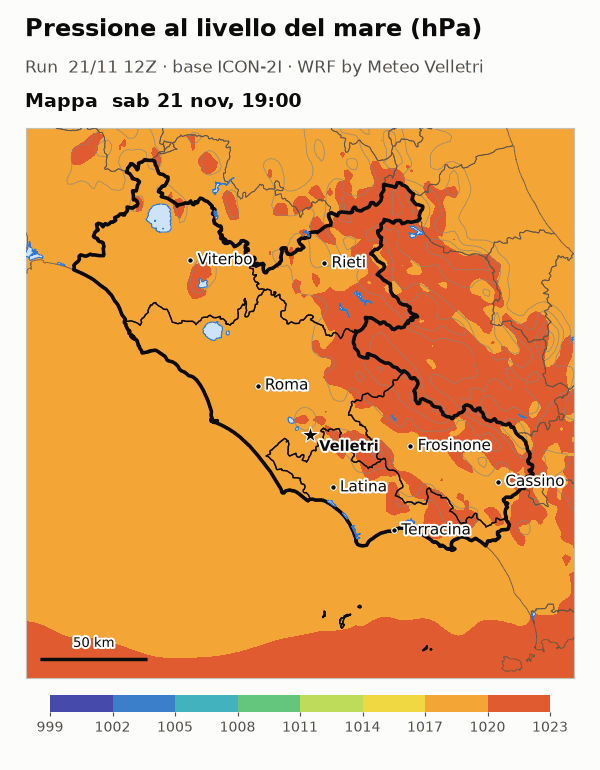 Pressione al livello del mare (hPa)
Run  21/11 12Z · base ICON-2I · WRF by Meteo Velletri
Mappa  sab 21 nov, 19:00
Viterbo
Rieti
Roma
Velletri
Frosinone
Cassino
Latina
Terracina
50 km
999 1002 1005 1008 1011 1014 1017 1020 1023